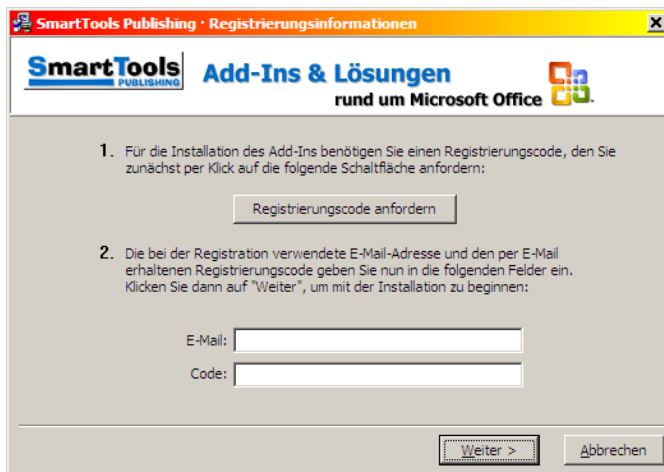 SmartTools Publishing · Registrierungsinformationen
SmartTools
PUBLISHING
Add-Ins & Lösungen
rund um Microsoft Office
1. Für die Installation des Add-Ins benötigen Sie einen Registrierungscode, den Sie
zunächst per Klick auf die folgende Schaltfläche anfordern:
Registrierungscode anfordern
2. Die bei der Registration verwendete E-Mail-Adresse und den per E-Mail
erhaltenen Registrierungscode geben Sie nun in die folgenden Felder ein.
Klicken Sie dann auf "Weiter", um mit der Installation zu beginnen:
E-Mail:
Code:
Weiter >
Abbrechen